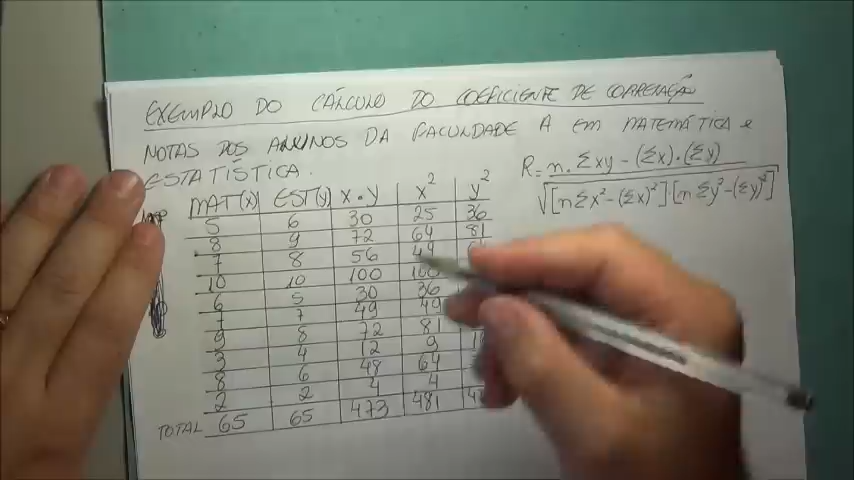 EXEMPLO DO CÁLCULO DO COEFICIENTE DE CORRELAÇÃO
NOTAS DOS ALUNOS DA FACULDADE A EM MATEMÁTICA e
ESTATÍSTICA.
R = n.Σxy-(Σx).(Σy)
√[nΣx²-(Σx)²].[nΣy²-(Σy)²]
MAT(x) EST(y) x.y x² y²
5 6 30 25 36
8 9 72 64 81
7 8 56 49
10 10 100 100
6 5 30 36
7 7 49 49
9 8 72 81
3 4 12 9
8 6 48 64
2 2 4 4
TOTAL 65 65 473 481